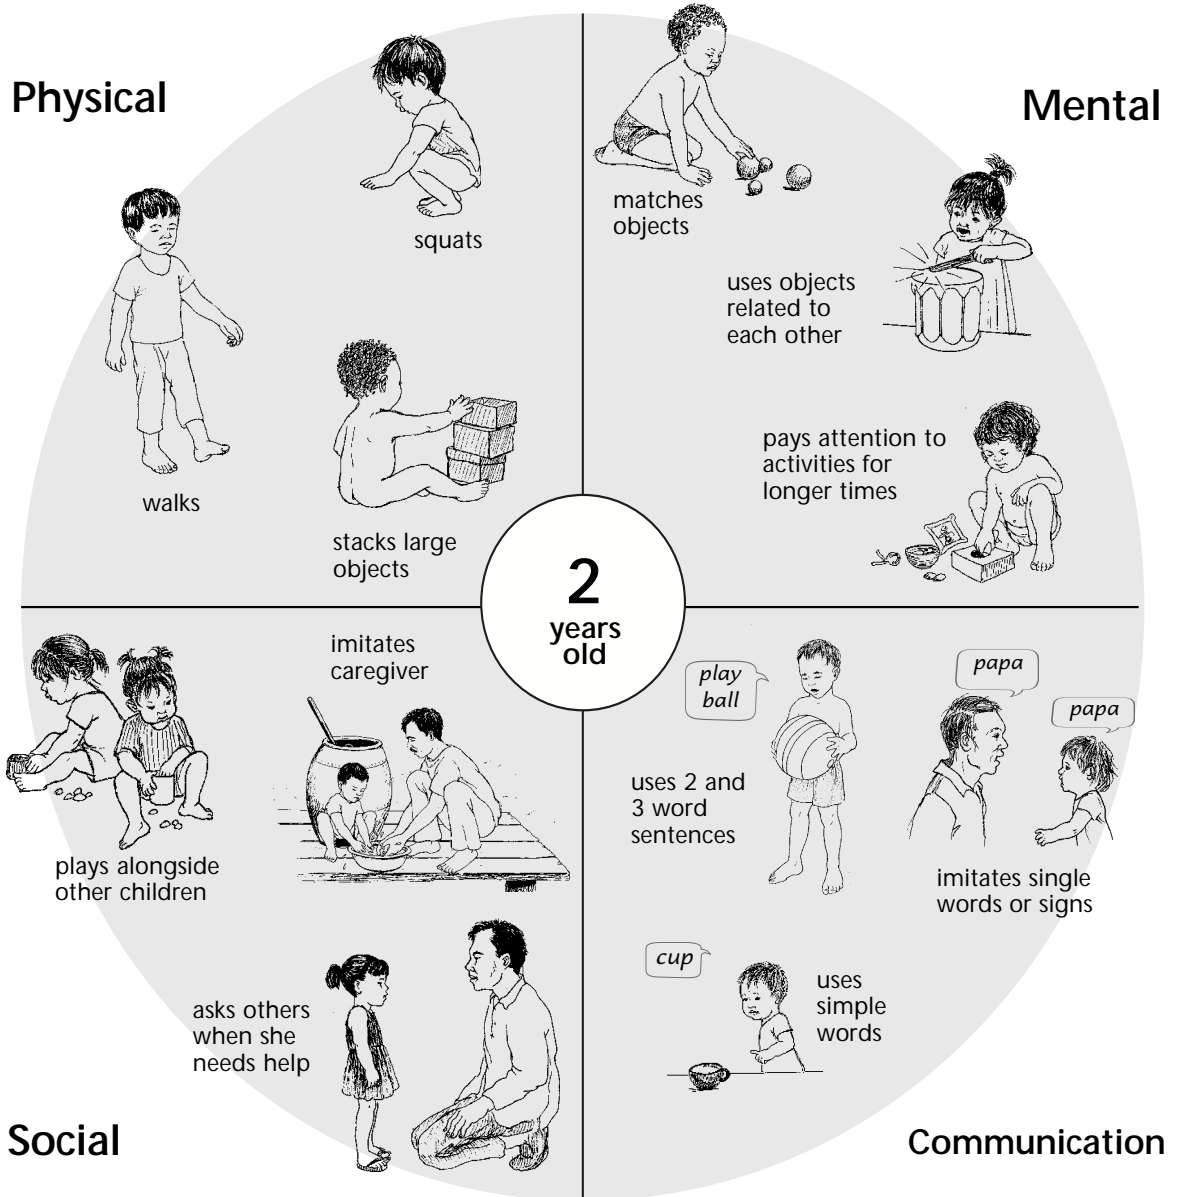 Physical
squats
walks
stacks large
objects
Mental
matches
objects
uses objects
related to
each other
pays attention to
activities for
longer times
2
years
old
imitates
caregiver
plays alongside
other children
asks others
when she
needs help
Social
play
ball
papa
papa
uses 2 and
3 word
sentences
imitates single
words or signs
cup
uses
simple
words
Communication